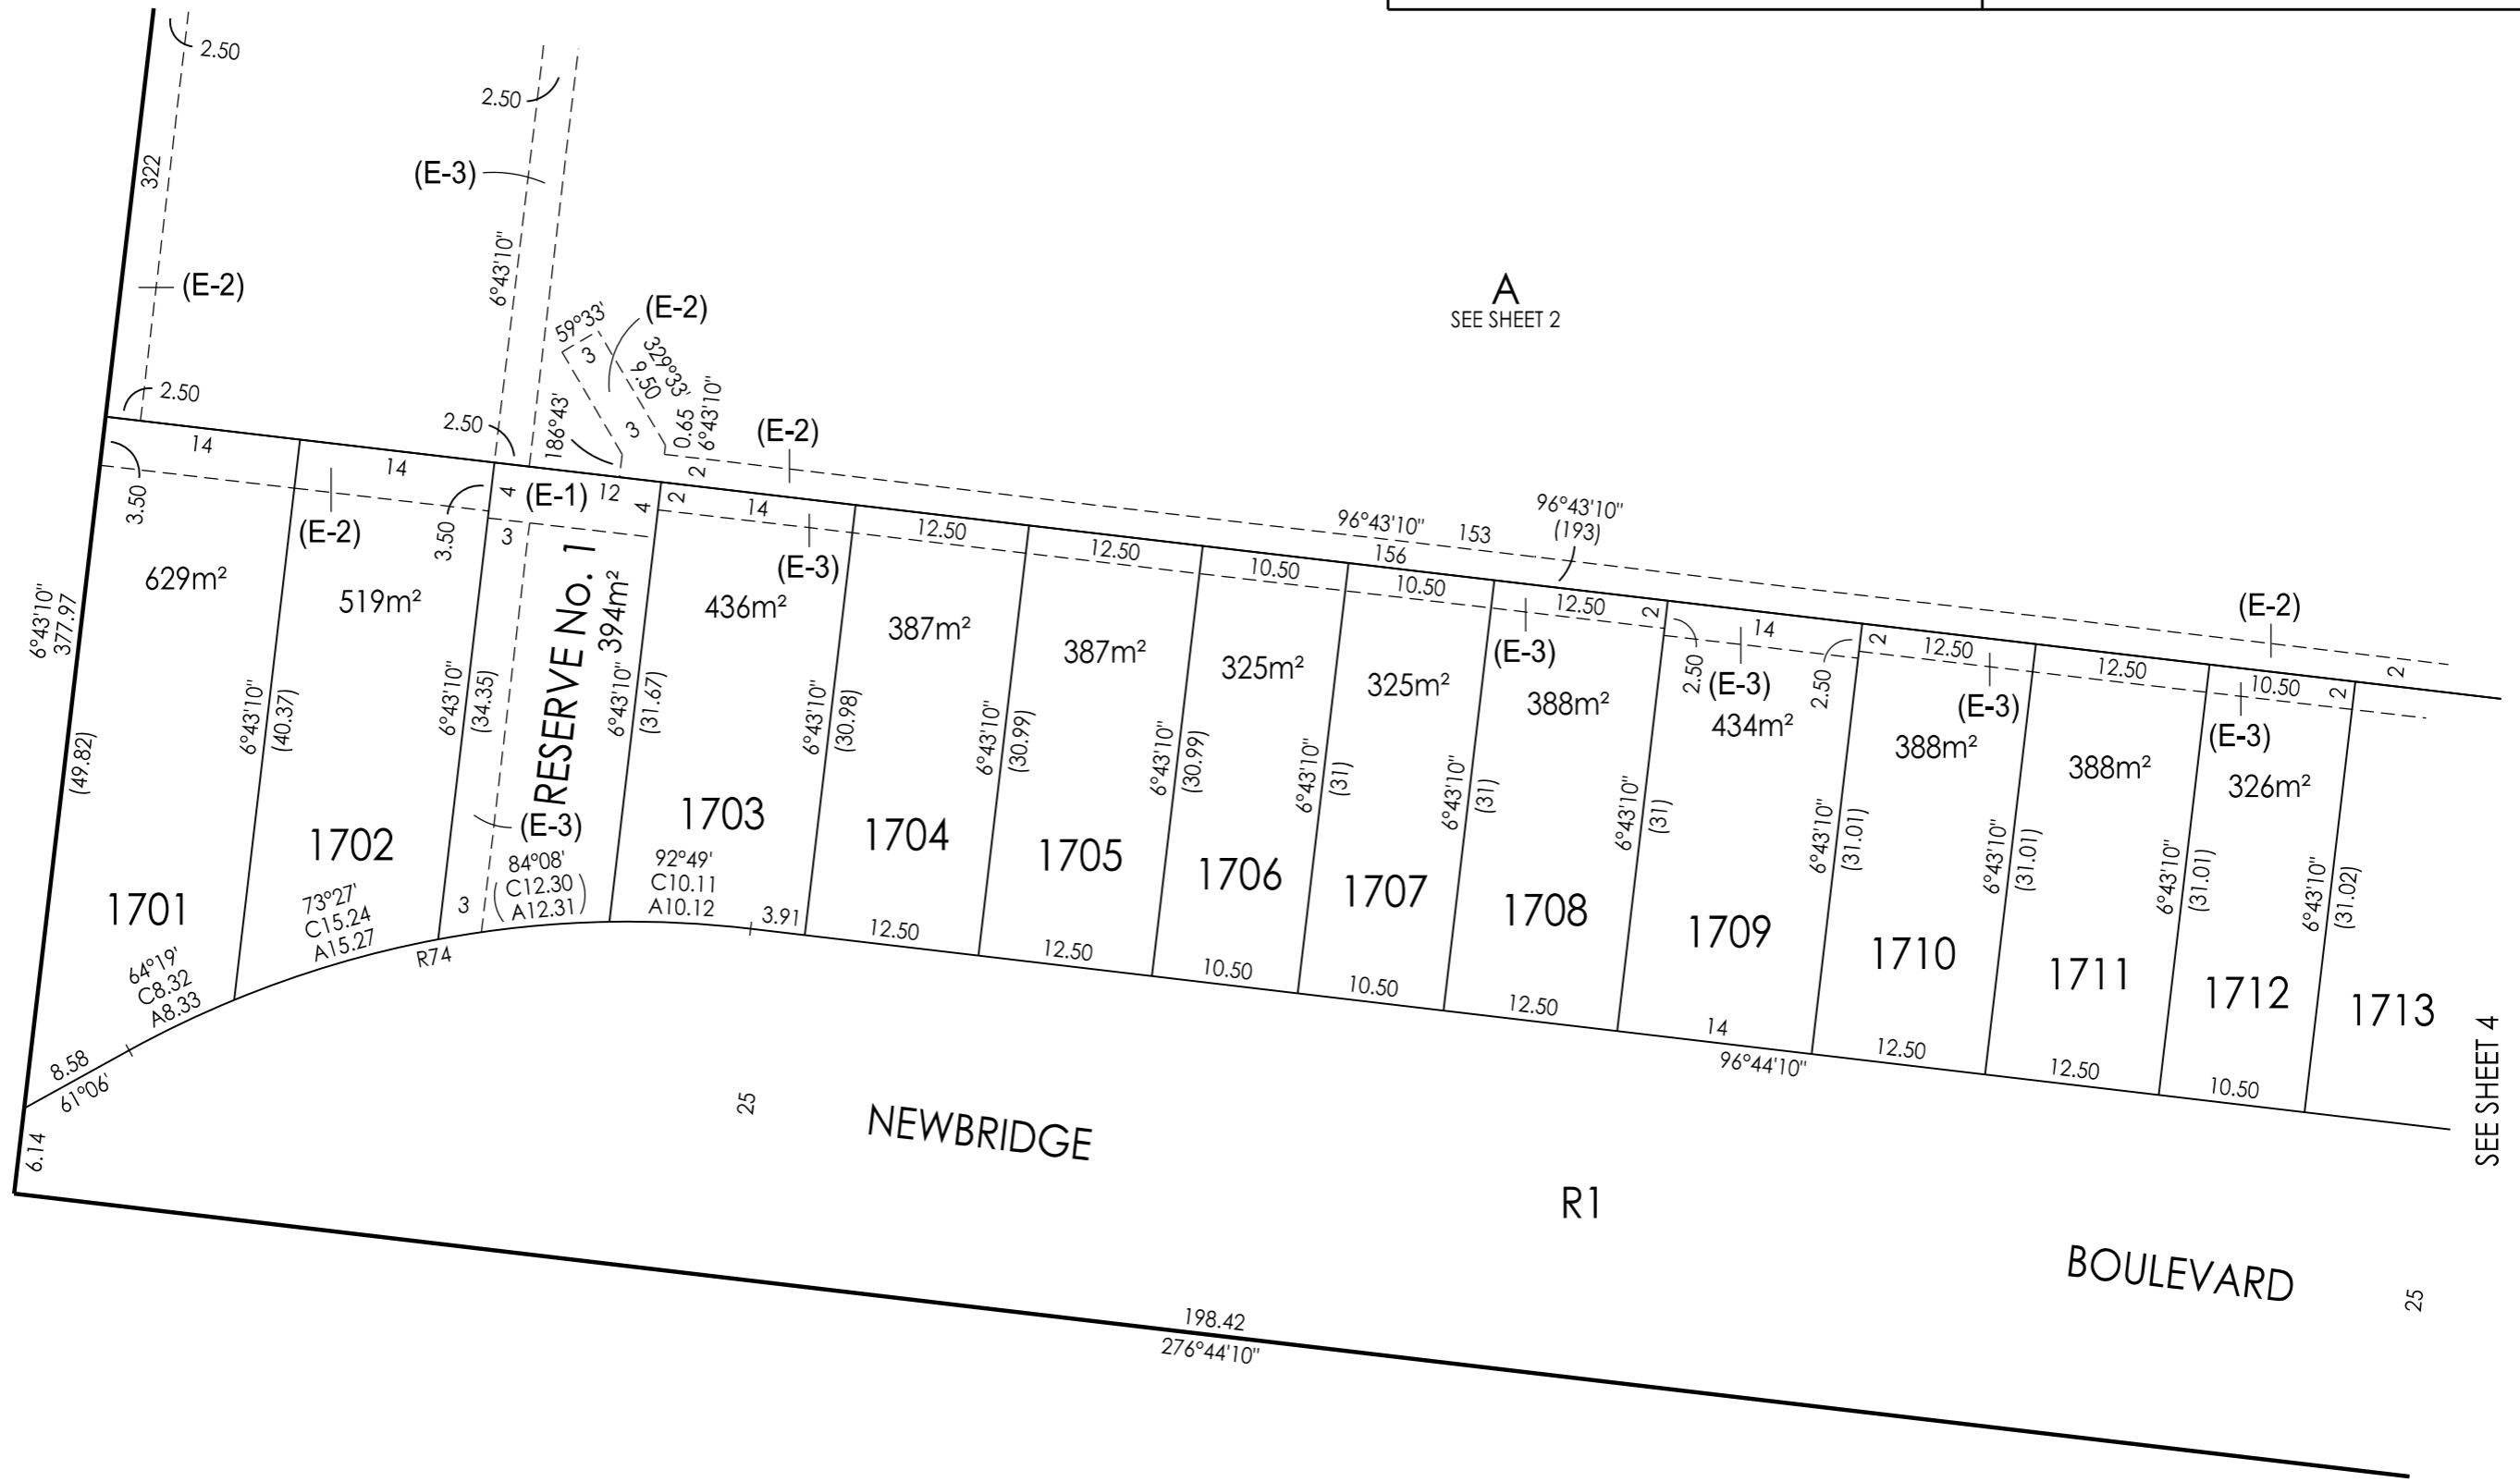 2.50
2.50
322
(E-3)
6°43'10"
(E-2)
59°33'
(E-2)
3
329°33'
9.50
A
SEE SHEET 2
2.50
2.50
186°43'
3
0.65
6°43'10"
(E-2)
2
14
14
3.50
3.50
(E-2)
4
(E-1)
12
4
2
3
14
(E-3)
12.50
12.50
10.50
10.50
96°43'10"
153
156
96°43'10"
(193)
12.50
2
14
2
12.50
12.50
10.50
2
2
(E-2)
(E-3)
2.50
(E-3)
2.50
(E-3)
(E-3)
6°43'10"
377.97
(49.82)
629m²
519m²
RESERVE No. 1
394m²
436m²
387m²
387m²
325m²
325m²
388m²
434m²
388m²
388m²
326m²
6°43'10"
(40.37)
6°43'10"
(34.35)
6°43'10"
(31.67)
6°43'10"
(30.98)
6°43'10"
(30.99)
6°43'10"
(30.99)
6°43'10"
(31)
6°43'10"
(31)
6°43'10"
(31)
6°43'10"
(31.01)
6°43'10"
(31.01)
6°43'10"
(31.01)
6°43'10"
(31.02)
1701
1702
(E-3)
1703
1704
1705
1706
1707
1708
1709
1710
1711
1712
1713
64°19'
C8.32
A8.33
73°27'
C15.24
A15.27
R74
3
84°08'
(C12.30
A12.31)
92°49'
C10.11
A10.12
3.91
12.50
12.50
10.50
10.50
12.50
14
96°44'10"
12.50
12.50
10.50
8.58
61°06'
6.14
25
NEWBRIDGE
R1
BOULEVARD
25
SEE SHEET 4
198.42
276°44'10"